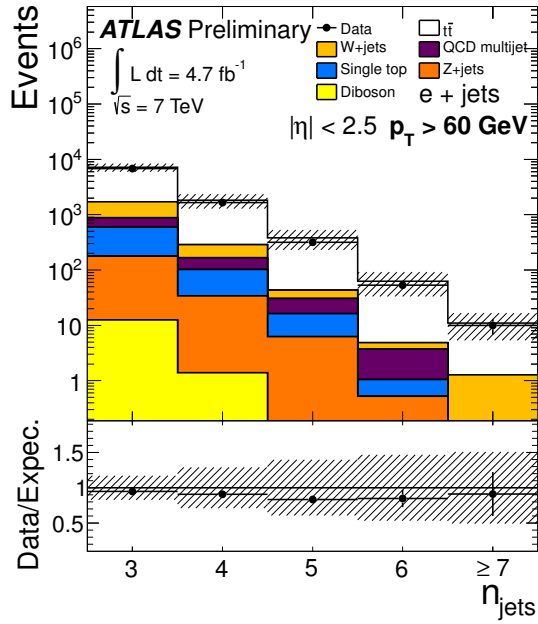 ATLAS Preliminary
∫ L dt = 4.7 fb⁻¹
√s = 7 TeV
Data
W+jets
Single top
Diboson
tt̄
QCD multijet
Z+jets
e + jets
|η| < 2.5 p_T > 60 GeV
Events
10⁶
10⁵
10⁴
10³
10²
10
1
Data/Expec.
1.5
1
0.5
3 4 5 6 ≥ 7
n_jets